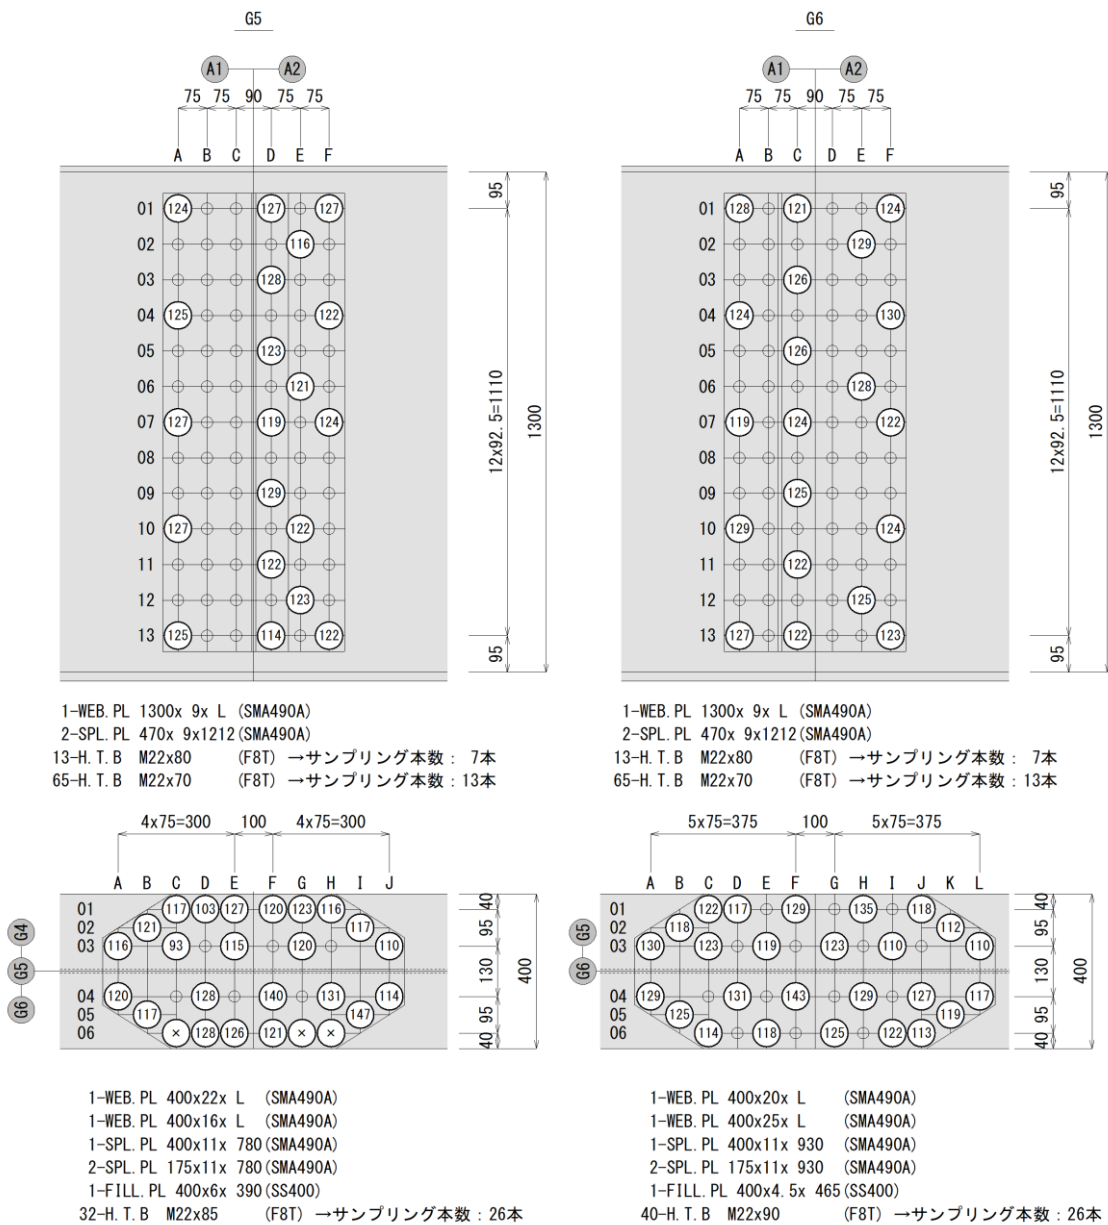 G5
A1 A2
75 75 90 75 75
A B C D E F
01 124 127 127
02 116
03 128
04 125 122
05 123
06 121
07 127 119 124
08
09 129
10 127 122
11 122
12 123
13 125 114 122
95
12x92.5=1110
1300
95
1-WEB.PL 1300x 9x L (SMA490A)
2-SPL.PL 470x 9x1212(SMA490A)
13-H.T.B M22x80 (F8T) →サンプリング本数: 7本
65-H.T.B M22x70 (F8T) →サンプリング本数:13本
G6
A1 A2
75 75 90 75 75
A B C D E F
01 128 121 124
02 129
03 126
04 124 130
05 126
06 128
07 119 124 122
08
09 125
10 129 124
11 122
12 125
13 127 122 123
95
12x92.5=1110
1300
95
1-WEB.PL 1300x 9x L (SMA490A)
2-SPL.PL 470x 9x1212(SMA490A)
13-H.T.B M22x80 (F8T) →サンプリング本数: 7本
65-H.T.B M22x70 (F8T) →サンプリング本数:13本
4x75=300 100 4x75=300
A B C D E F G H I J
G4
G5
G6
01 117 103 127 120 123 116
02 121 117
03 116 93 115 120 110
04 120 128 140 131 114
05 117 147
06 × 128 126 121 × ×
40
95
130
95
40
400
1-WEB.PL 400x22x L (SMA490A)
1-WEB.PL 400x16x L (SMA490A)
1-SPL.PL 400x11x 780(SMA490A)
2-SPL.PL 175x11x 780(SMA490A)
1-FILL.PL 400x6x 390(SS400)
32-H.T.B M22x85 (F8T) →サンプリング本数:26本
5x75=375 100 5x75=375
A B C D E F G H I J K L
G5
G6
01 122 117 129 135 118
02 118 112
03 130 123 119 123 110 110
04 129 131 143 129 127 117
05 125 119
06 114 118 125 122 113
40
95
130
95
40
400
1-WEB.PL 400x20x L (SMA490A)
1-WEB.PL 400x25x L (SMA490A)
1-SPL.PL 400x11x 930 (SMA490A)
2-SPL.PL 175x11x 930 (SMA490A)
1-FILL.PL 400x4.5x 465(SS400)
40-H.T.B M22x90 (F8T) →サンプリング本数:26本